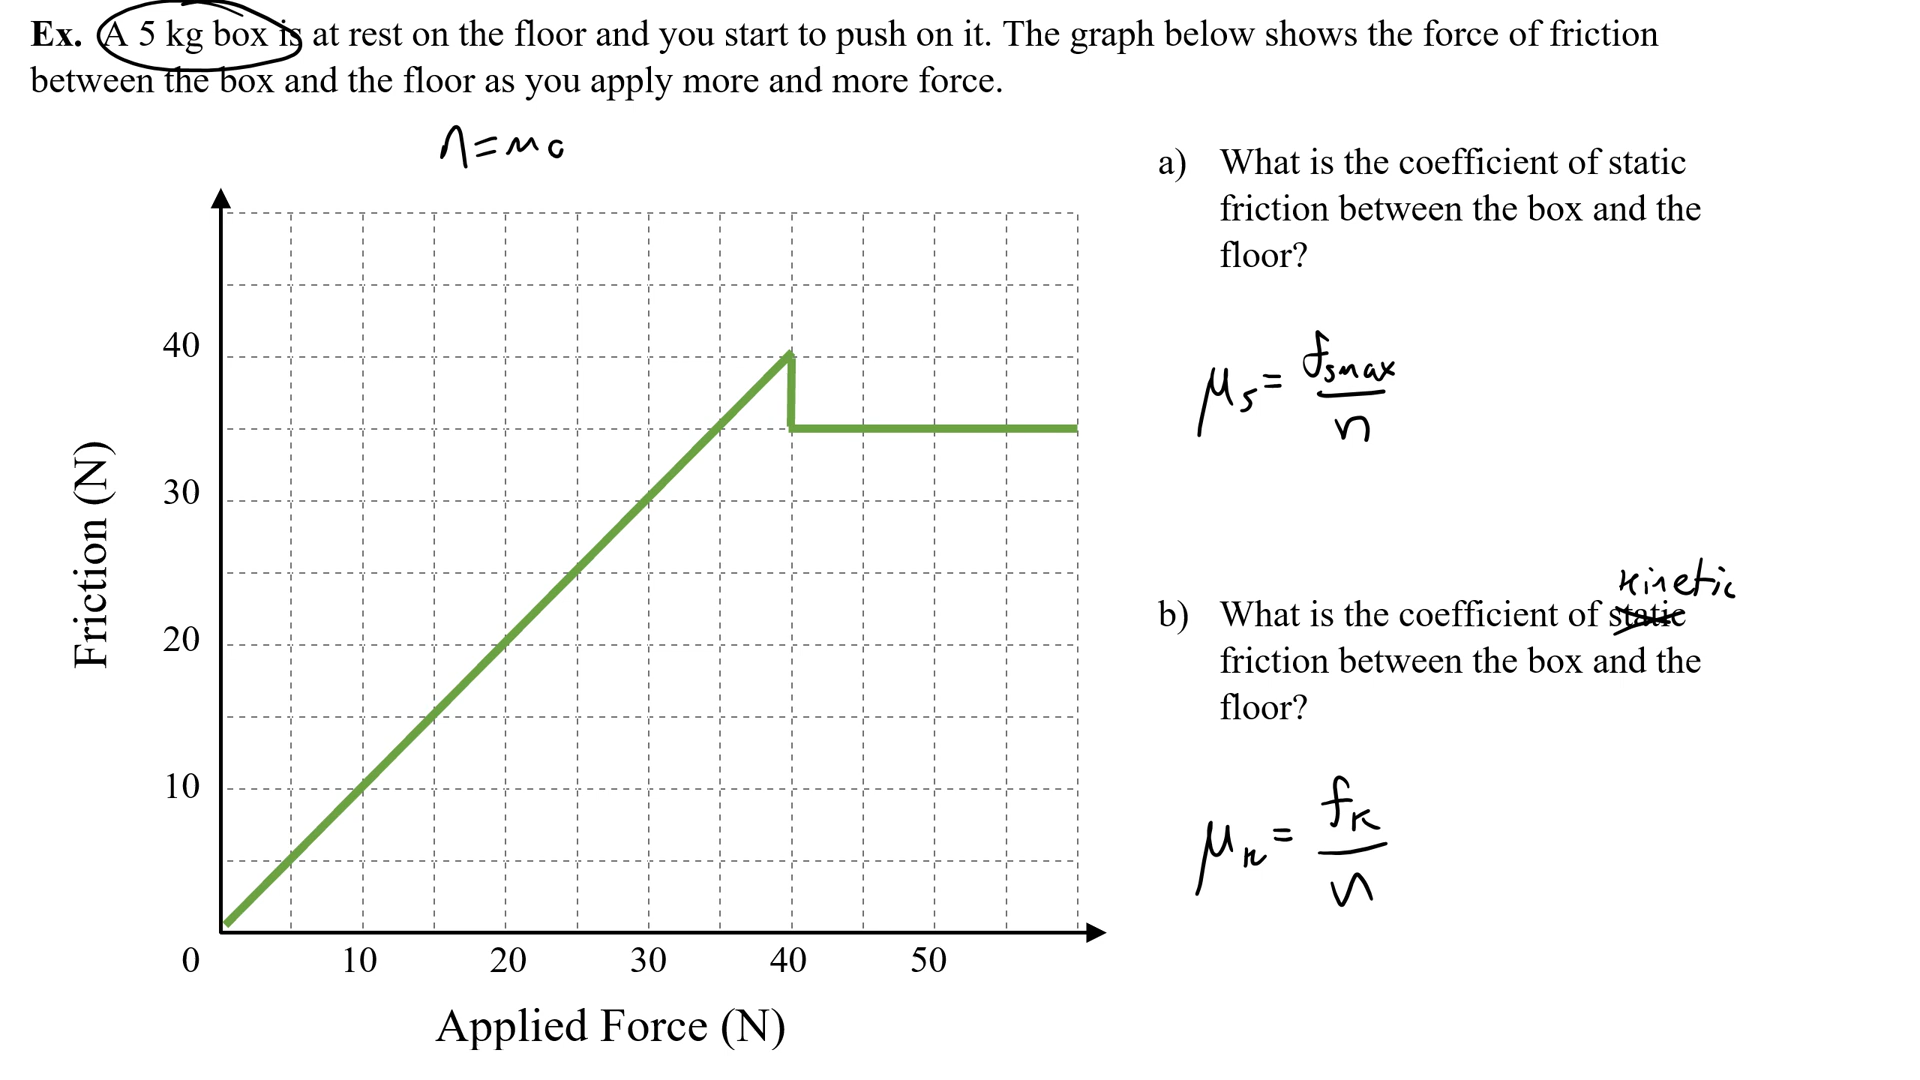 Ex. A 5 kg box is at rest on the floor and you start to push on it. The graph below shows the force of friction
between the box and the floor as you apply more and more force.
n=m
a) What is the coefficient of static
friction between the box and the
floor?
μs = fsmax
n
kinetic
b) What is the coefficient of static
friction between the box and the
floor?
μk = fk
n
Friction (N)
40
30
20
10
0
10 20 30 40 50
Applied Force (N)